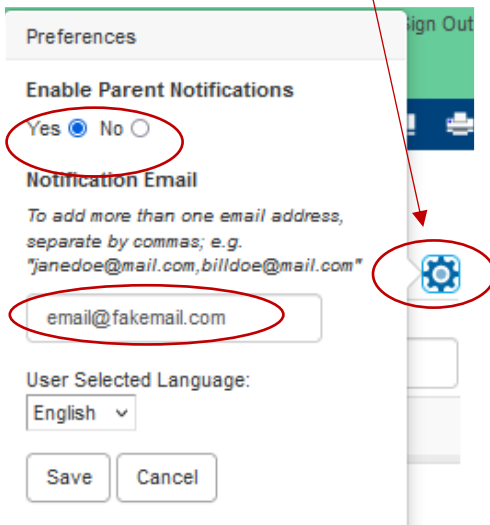 Sign Out
Preferences
Enable Parent Notifications
Yes No
Notification Email
To add more than one email address,
separate by commas; e.g.
"janedoe@mail.com,billdoe@mail.com"
email@fakemail.com
User Selected Language:
English
Save Cancel